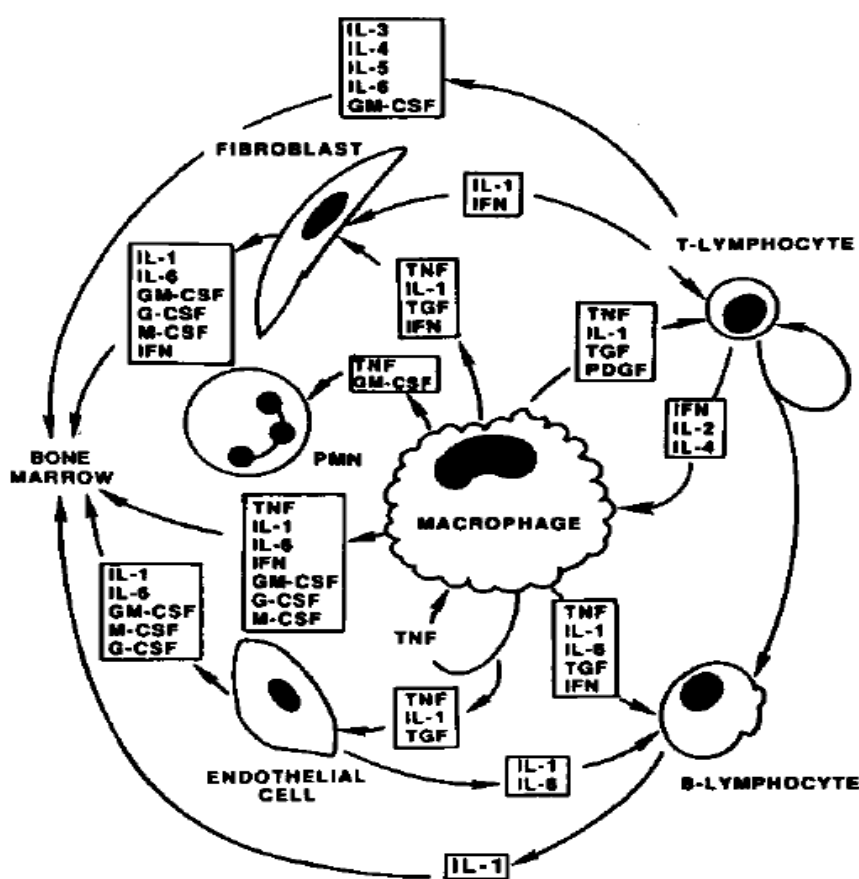 IL-3
IL-4
IL-5
IL-6
GM-CSF
FIBROBLAST
IL-1
IFN
T-LYMPHOCYTE
IL-1
IL-6
GM-CSF
G-CSF
M-CSF
IFN
TNF
IL-1
TGF
IFN
TNF
IL-1
TGF
PDGF
TNF
GM-CSF
IFN
IL-2
IL-4
PMN
BONE
MARROW
MACROPHAGE
TNF
IL-1
IL-6
IFN
GM-CSF
G-CSF
M-CSF
IL-1
IL-6
GM-CSF
M-CSF
G-CSF
TNF
TNF
IL-1
IL-6
TGF
IFN
TNF
IL-1
TGF
ENDOTHELIAL
CELL
IL-1
IL-6
B-LYMPHOCYTE
IL-1